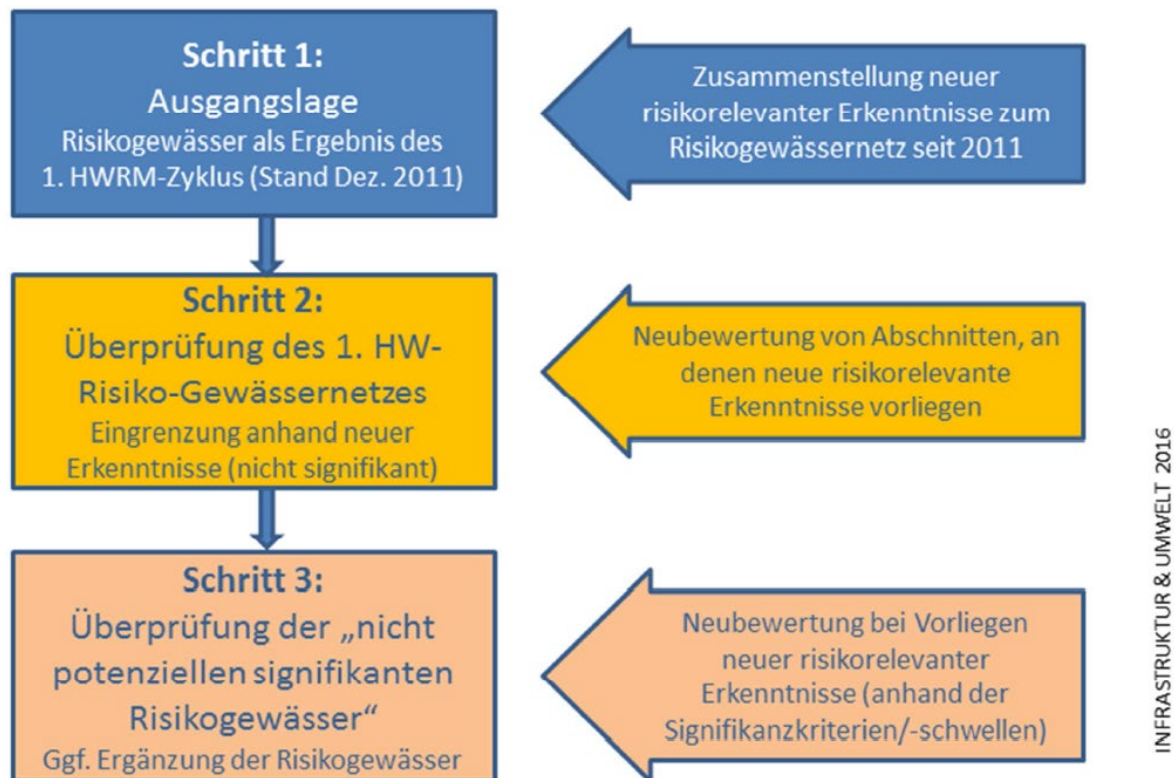 Schritt 1:
Ausgangslage
Risikogewässer als Ergebnis des
1. HWRM-Zyklus (Stand Dez. 2011)
Zusammenstellung neuer
risikorelevanter Erkenntnisse zum
Risikogewässernetz seit 2011
Schritt 2:
Überprüfung des 1. HW-
Risiko-Gewässernetzes
Eingrenzung anhand neuer
Erkenntnisse (nicht signifikant)
Neubewertung von Abschnitten, an
denen neue risikorelevante
Erkenntnisse vorliegen
Schritt 3:
Überprüfung der „nicht
potenziellen signifikanten
Risikogewässer“
Ggf. Ergänzung der Risikogewässer
Neubewertung bei Vorliegen
neuer risikorelevanter
Erkenntnisse (anhand der
Signifikanzkriterien/-schwellen)
INFRASTRUKTUR & UMWELT 2016